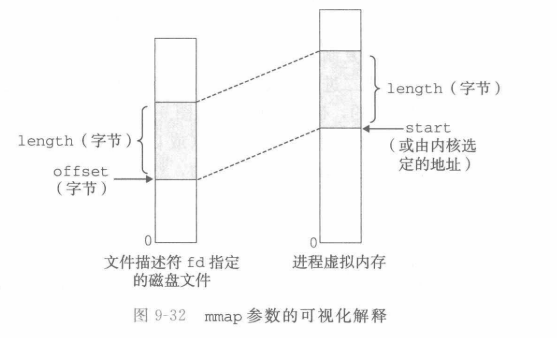 length（字节）
length（字节）
start
（或由内核选
定的地址）
offset
（字节）
0
0
文件描述符 fd 指定
的磁盘文件
进程虚拟内存
图 9-32 mmap 参数的可视化解释